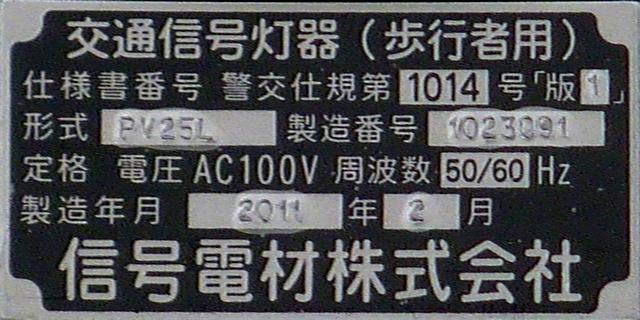 交通信号灯器(歩行者用)
仕様書番号 警交仕規第 1014 号「版 1」
形式 PV25L 製造番号 1023091
定格 電圧 AC100V 周波数 50/60 Hz
製造年月 2011 年 2 月
信号電材株式会社